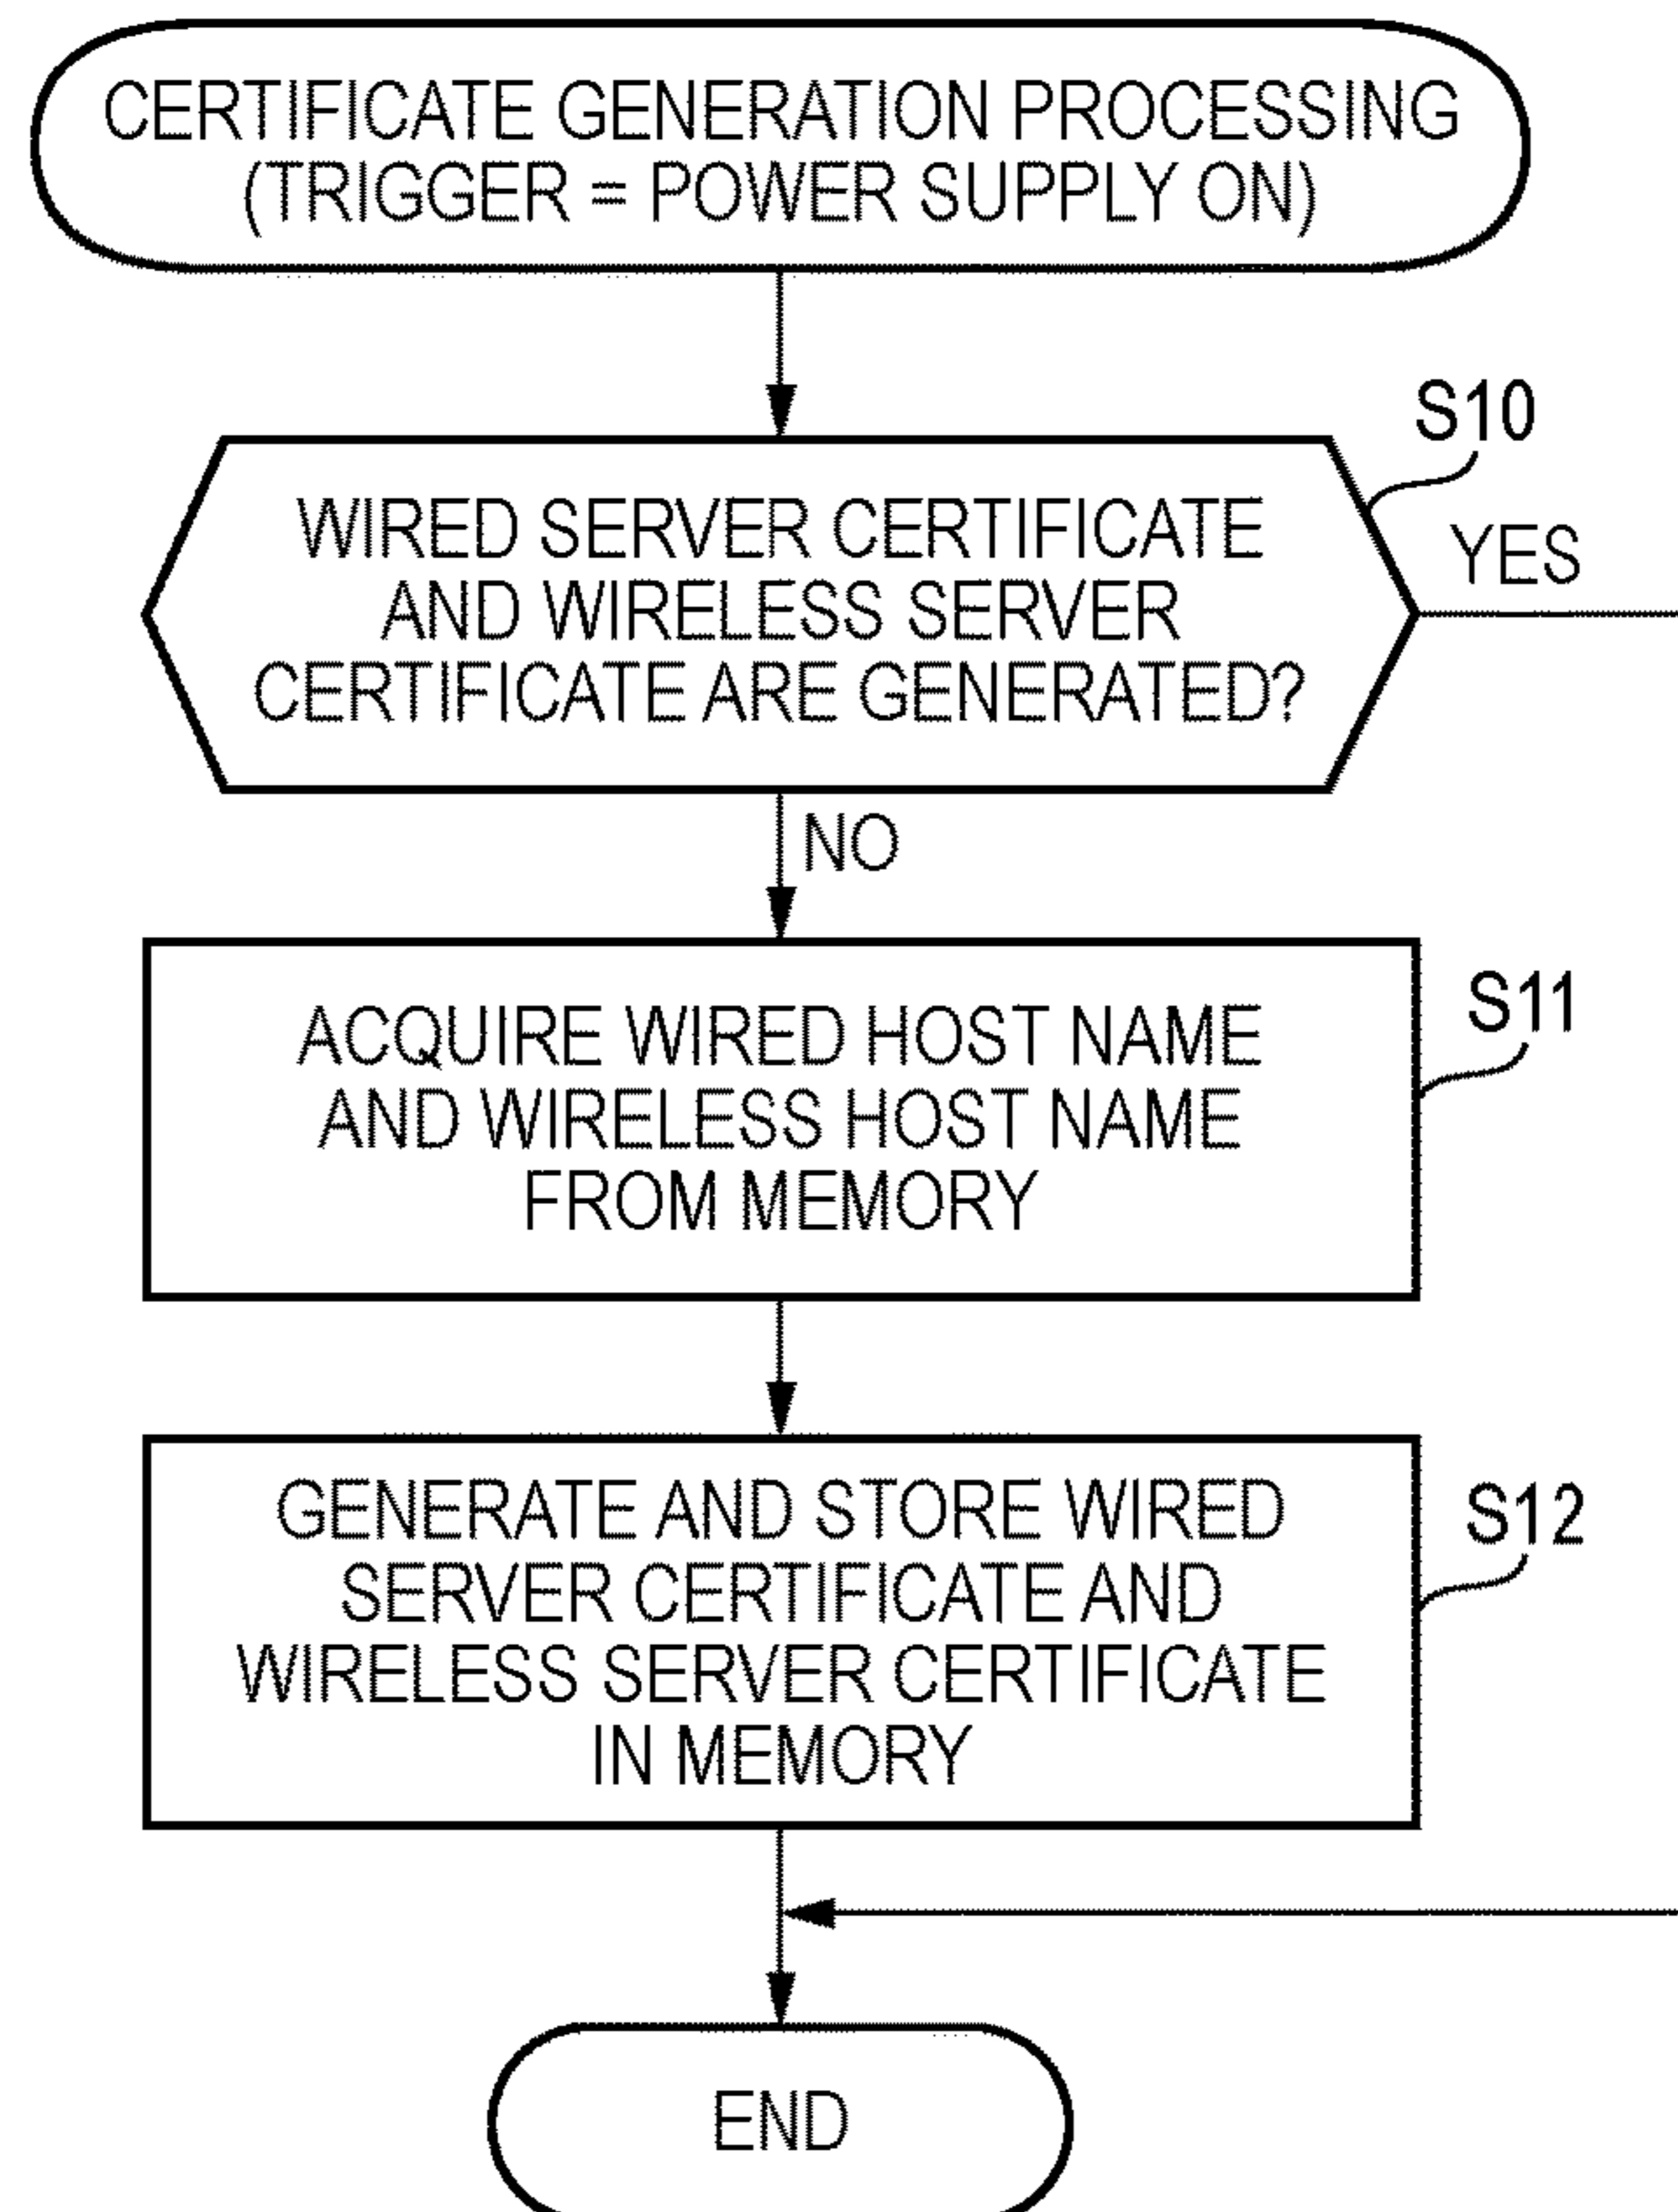 CERTIFICATE GENERATION PROCESSING
(TRIGGER = POWER SUPPLY ON)
S10
WIRED SERVER CERTIFICATE
AND WIRELESS SERVER
CERTIFICATE ARE GENERATED?
YES
NO
S11
ACQUIRE WIRED HOST NAME
AND WIRELESS HOST NAME
FROM MEMORY
S12
GENERATE AND STORE WIRED
SERVER CERTIFICATE AND
WIRELESS SERVER CERTIFICATE
IN MEMORY
END